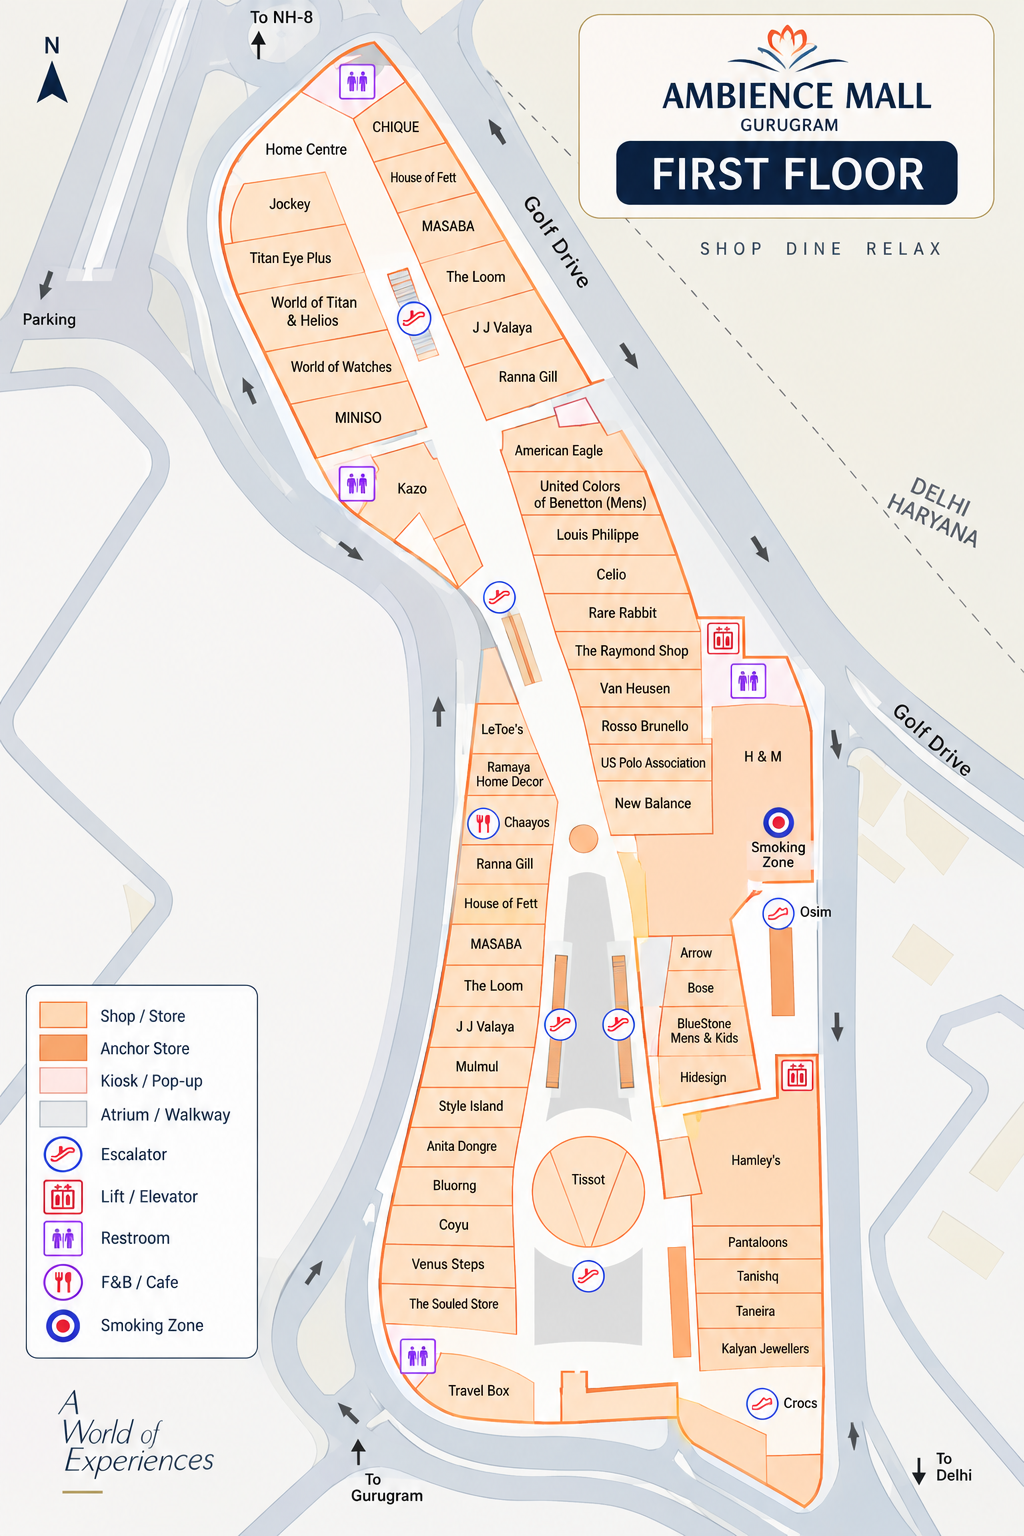 To NH-8
N
AMBIENCE MALL
GURUGRAM
FIRST FLOOR
SHOP DINE RELAX
Golf Drive
Parking
DELHI
HARYANA
Golf Drive
Home Centre
CHIQUE
House of Fett
Jockey
MASABA
Titan Eye Plus
The Loom
World of Titan
& Helios
J J Valaya
World of Watches
Ranna Gill
MINISO
American Eagle
Kazo
United Colors
of Benetton (Mens)
Louis Philippe
Celio
Rare Rabbit
The Raymond Shop
Van Heusen
Rosso Brunello
US Polo Association
New Balance
H & M
Smoking
Zone
LeToe's
Ramaya
Home Decor
Chaayos
Ranna Gill
House of Fett
MASABA
The Loom
J J Valaya
Mulmul
Style Island
Anita Dongre
Bluorng
Coyu
Venus Steps
The Souled Store
Travel Box
Osim
Arrow
Bose
BlueStone
Mens & Kids
Hidesign
Tissot
Hamley's
Pantaloons
Tanishq
Taneira
Kalyan Jewellers
Crocs
Shop / Store
Anchor Store
Kiosk / Pop-up
Atrium / Walkway
Escalator
Lift / Elevator
Restroom
F&B / Cafe
Smoking Zone
A
World of
Experiences
To
Gurugram
To
Delhi